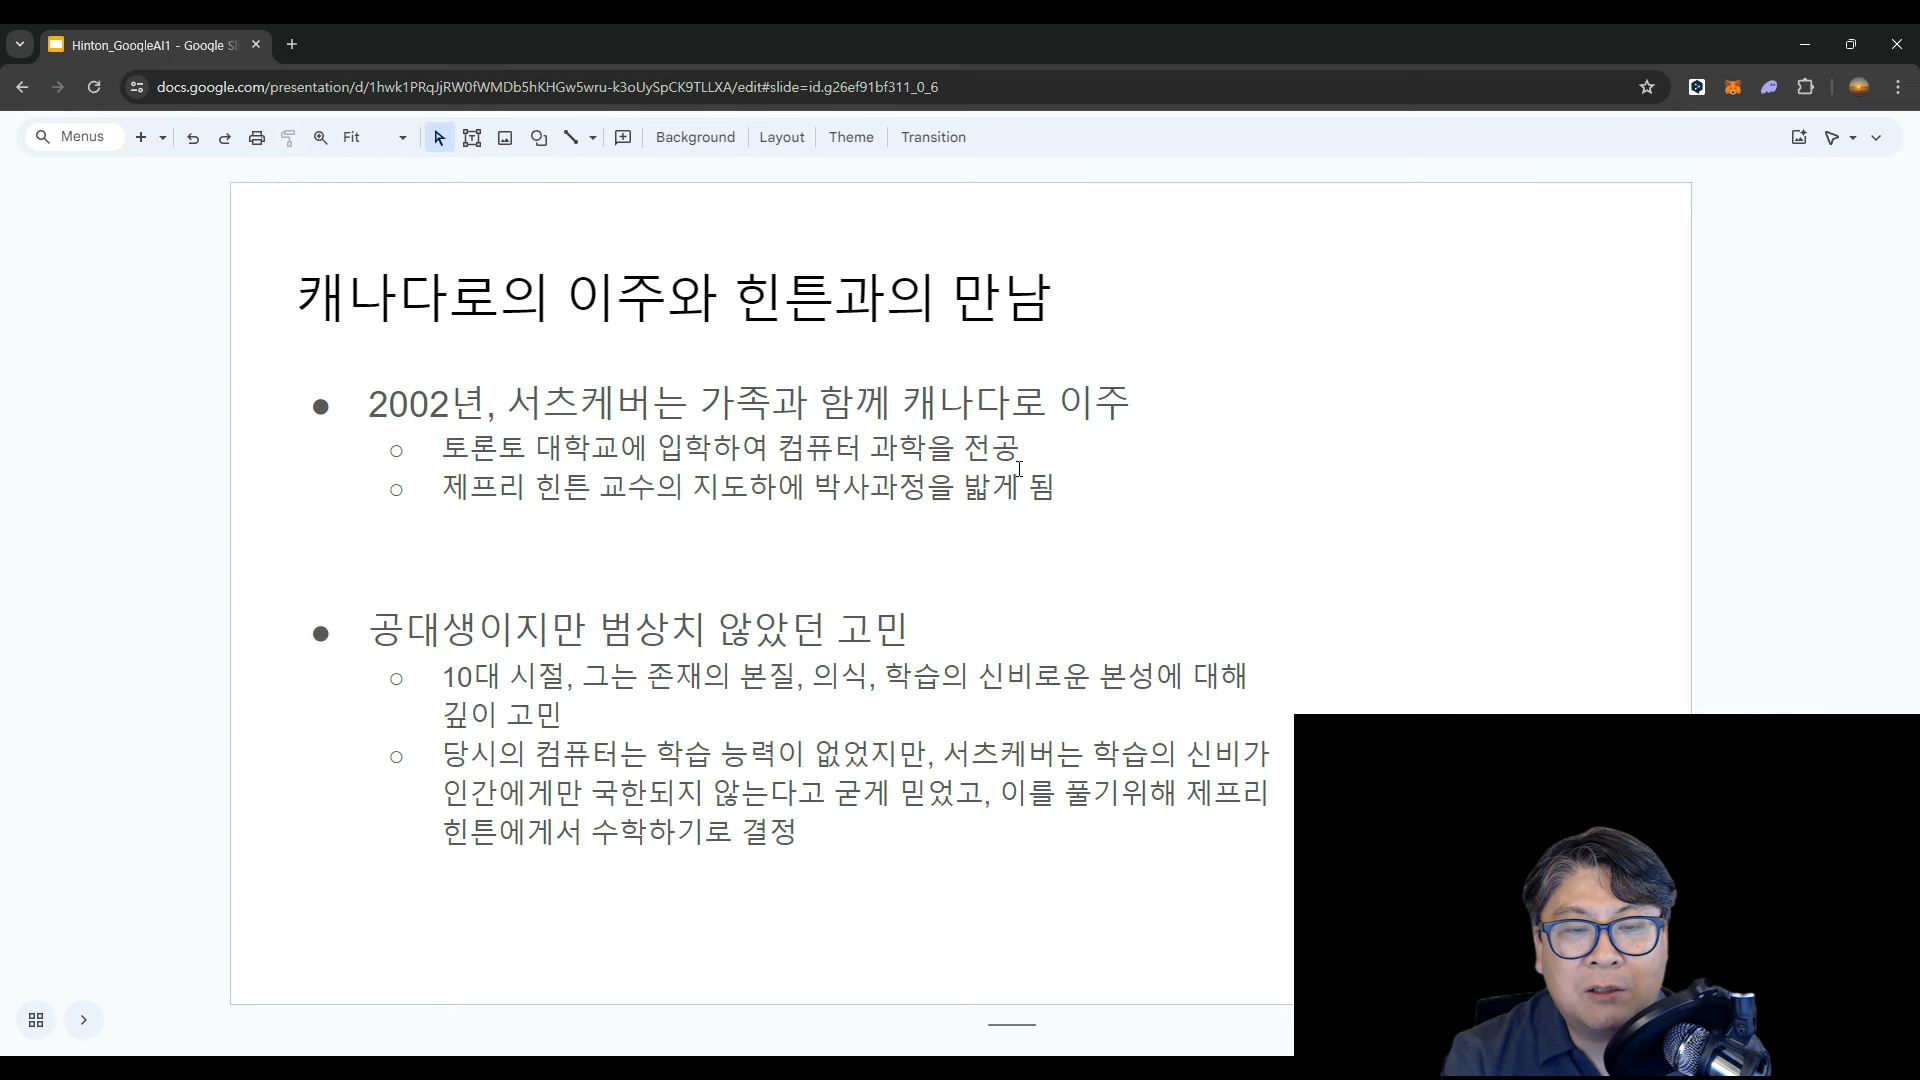 Hinton_GoogleAI1 - Google Sl
docs.google.com/presentation/d/1hwk1PRqJjRW0fWMDb5hKHGw5wru-k3oUySpCK9TLLXA/edit#slide=id.g26ef91bf311_0_6
Menus Fit Background Layout Theme Transition
캐나다로의 이주와 힌튼과의 만남
● 2002년, 서츠케버는 가족과 함께 캐나다로 이주
○ 토론토 대학교에 입학하여 컴퓨터 과학을 전공
○ 제프리 힌튼 교수의 지도하에 박사과정을 밟게 됨
● 공대생이지만 범상치 않았던 고민
○ 10대 시절, 그는 존재의 본질, 의식, 학습의 신비로운 본성에 대해
깊이 고민
○ 당시의 컴퓨터는 학습 능력이 없었지만, 서츠케버는 학습의 신비가
인간에게만 국한되지 않는다고 굳게 믿었고, 이를 풀기위해 제프리
힌튼에게서 수학하기로 결정